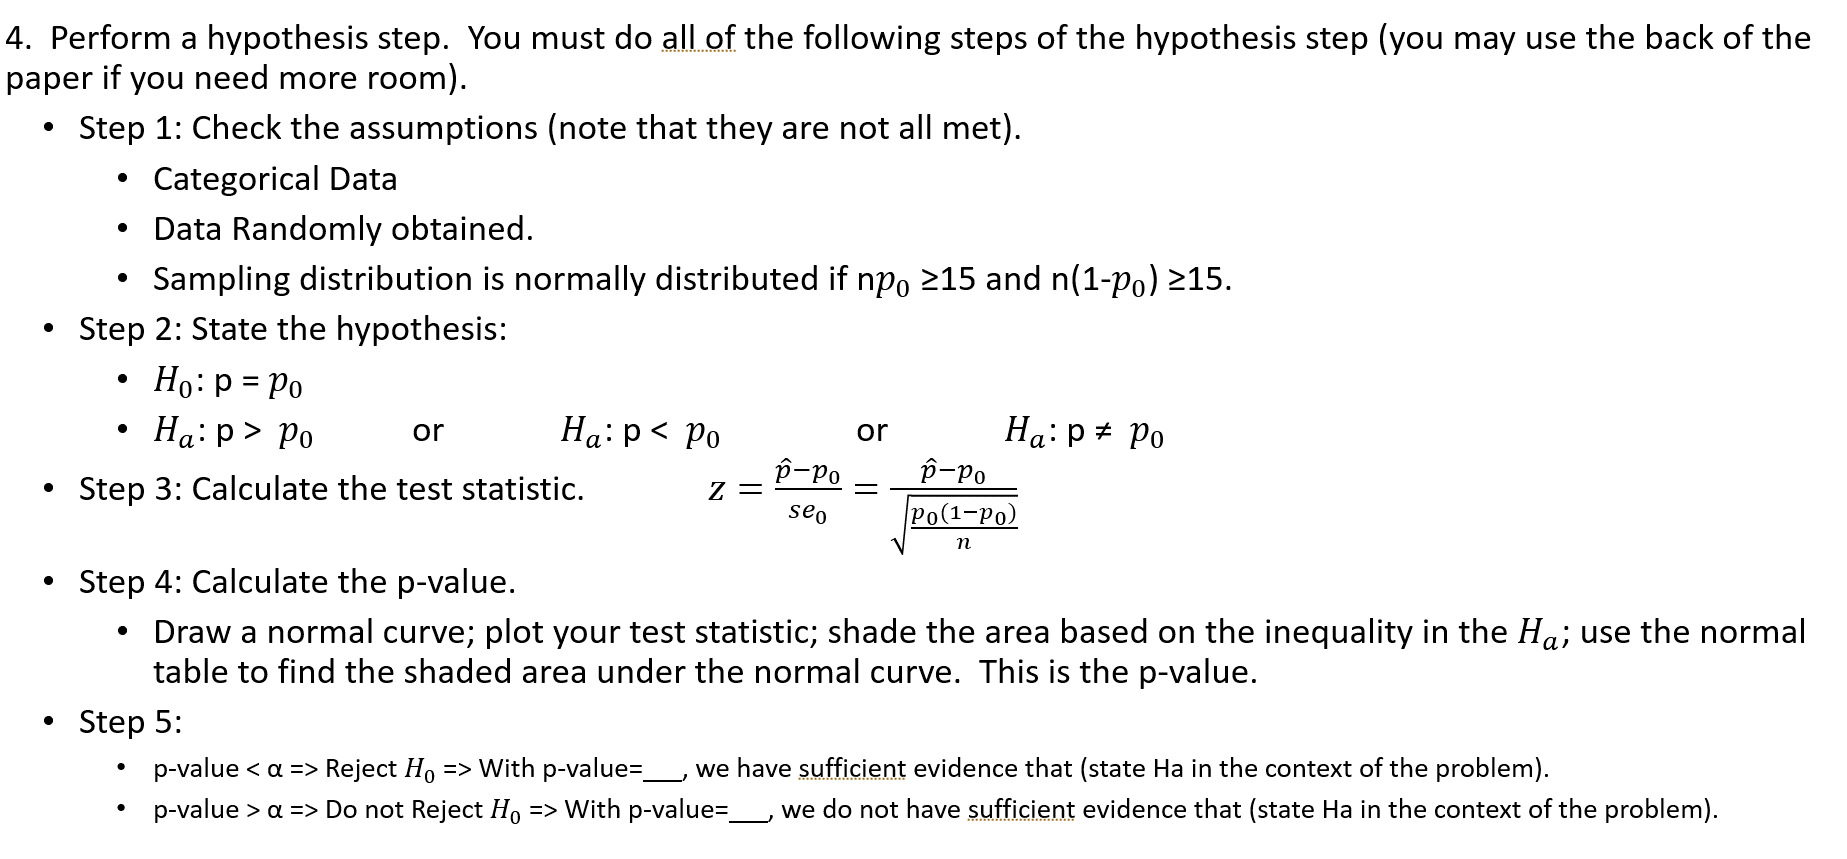 4.  Perform a hypothesis step.  You must do all of the following steps of the hypothesis step (you may use the back of the
paper if you need more room).
• Step 1: Check the assumptions (note that they are not all met).
• Categorical Data
• Data Randomly obtained.
• Sampling distribution is normally distributed if np₀ ≥15 and n(1-p₀) ≥15.
• Step 2: State the hypothesis:
• H₀: p = p₀
• Hₐ: p > p₀ or Hₐ: p < p₀ or Hₐ: p ≠ p₀
• Step 3: Calculate the test statistic. z = (p̂−p₀)/se₀ = (p̂−p₀)/√(p₀(1−p₀)/n)
• Step 4: Calculate the p-value.
• Draw a normal curve; plot your test statistic; shade the area based on the inequality in the Hₐ; use the normal
table to find the shaded area under the normal curve.  This is the p-value.
• Step 5:
• p-value < α => Reject H₀ => With p-value=___, we have sufficient evidence that (state Ha in the context of the problem).
• p-value > α => Do not Reject H₀ => With p-value=___, we do not have sufficient evidence that (state Ha in the context of the problem).